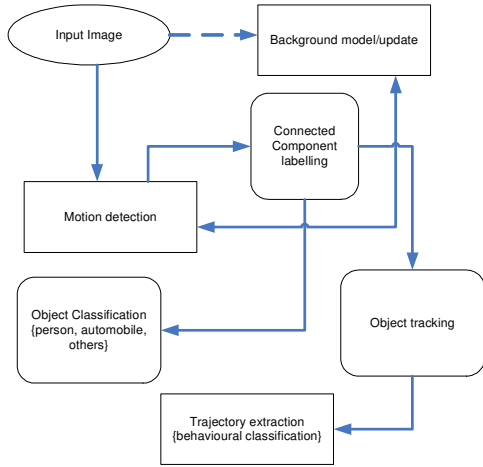 Input Image
Background model/update
Connected
Component
labelling
Motion detection
Object Classification
{person, automobile,
others}
Object tracking
Trajectory extraction
{behavioural classification}